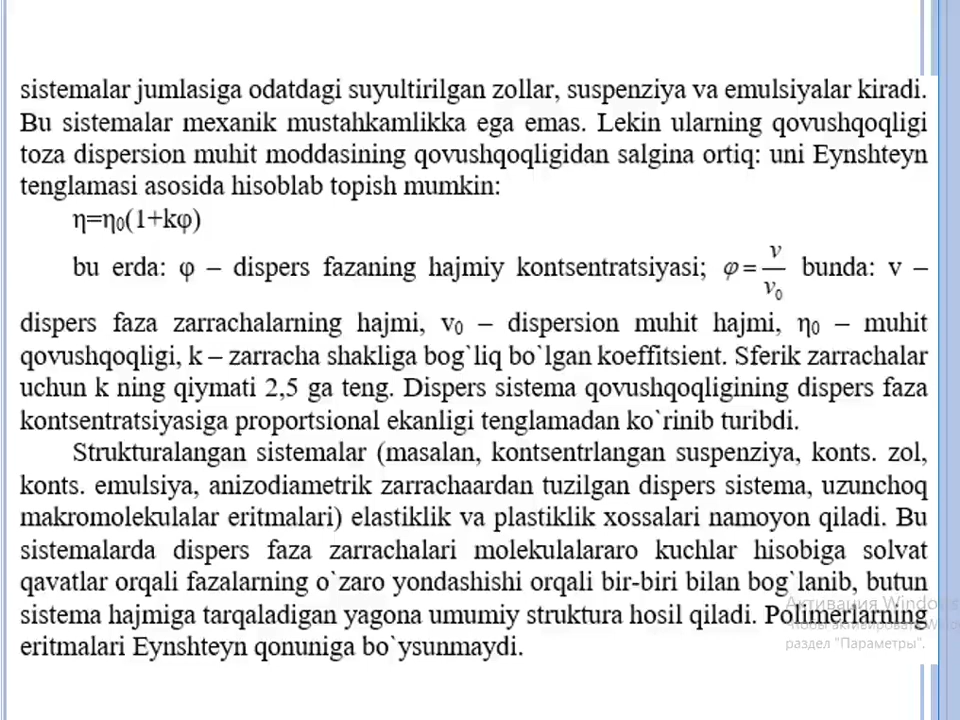 sistemalar jumlasiga odatdagi suyultirilgan zollar, suspenziya va emulsiyalar kiradi.
Bu sistemalar mexanik mustahkamlikka ega emas. Lekin ularning qovushqoqligi
toza dispersion muhit moddasining qovushqoqligidan salgina ortiq: uni Eynshteyn
tenglamasi asosida hisoblab topish mumkin:
η=η₀(1+kφ)
bu erda: φ – dispers fazaning hajmiy kontsentratsiyasi; φ = v/v₀ bunda: v –
dispers faza zarrachalarning hajmi, v₀ – dispersion muhit hajmi, η₀ – muhit
qovushqoqligi, k – zarracha shakliga bog`liq bo`lgan koeffitsient. Sferik zarrachalar
uchun k ning qiymati 2,5 ga teng. Dispers sistema qovushqoqligining dispers faza
kontsentratsiyasiga proportsional ekanligi tenglamadan ko`rinib turibdi.
Strukturalangan sistemalar (masalan, kontsentrlangan suspenziya, konts. zol,
konts. emulsiya, anizodiametrik zarrachaardan tuzilgan dispers sistema, uzunchoq
makromolekulalar eritmalari) elastiklik va plastiklik xossalari namoyon qiladi. Bu
sistemalarda dispers faza zarrachalari molekulalararo kuchlar hisobiga solvat
qavatlar orqali fazalarning o`zaro yondashishi orqali bir-biri bilan bog`lanib, butun
sistema hajmiga tarqaladigan yagona umumiy struktura hosil qiladi. Polimerlarning
eritmalari Eynshteyn qonuniga bo`ysunmaydi.
Активация Windows
Чтобы активировать
раздел "Параметры".